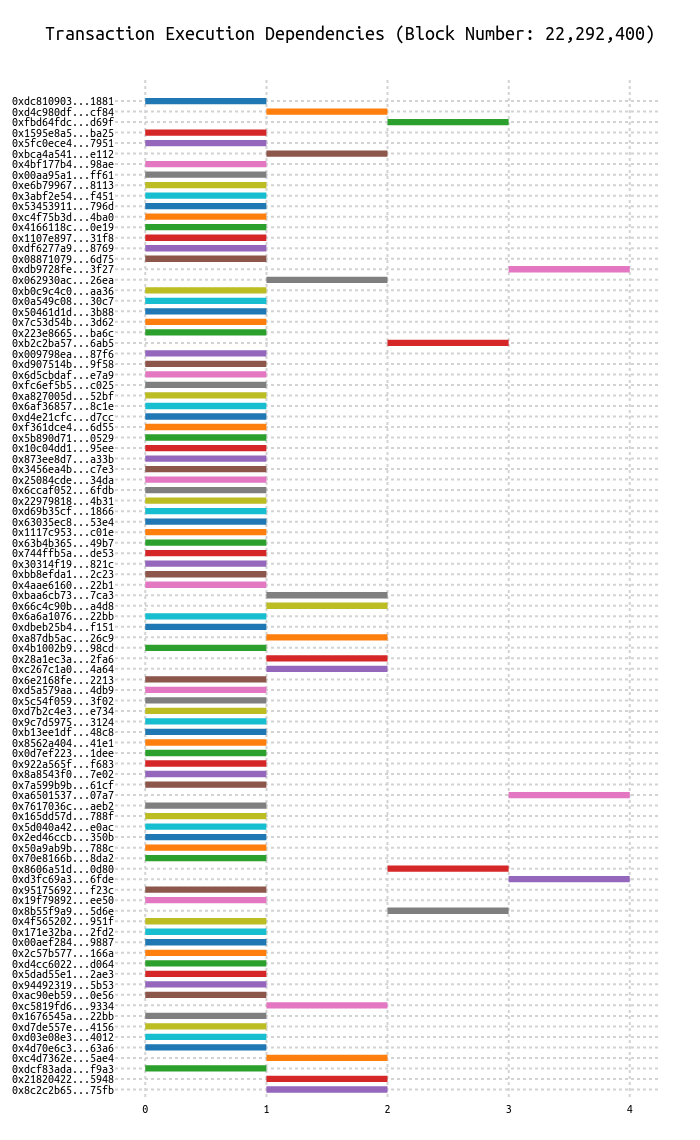 Transaction Execution Dependencies (Block Number: 22,292,400)
0xdc810903...1881
0xd4c980df...cf84
0xfbd64fdc...d69f
0x1595e8a5...ba25
0x5fc0ece4...7951
0xbca4a541...e112
0x4bf177b4...98ae
0x00aa95a1...ff61
0xe6b79967...8113
0x3abf2e54...f451
0x53453911...796d
0xc4f75b3d...4ba0
0x4166118c...0e19
0x1107e897...31f8
0xdf6277a9...8769
0x08871079...6d75
0xdb9728fe...3f27
0x062930ac...26ea
0xb0c9c4c0...aa36
0x0a549c08...30c7
0x50461d1d...3b88
0x7c53d54b...3d62
0x223e8665...ba6c
0xb2c2ba57...6ab5
0x009798ea...87f6
0xd907514b...9f58
0x6d5cbdaf...e7a9
0xfc6ef5b5...c025
0xa827005d...52bf
0x6af36857...8c1e
0xd4e21cfc...d7cc
0xf361dce4...6d55
0x5b890d71...0529
0x10c04dd1...95ee
0x873ee8d7...a33b
0x3456ea4b...c7e3
0x25084cde...34da
0x6ccaf052...6fdb
0x22979818...4b31
0xd69b35cf...1866
0x63035ec8...53e4
0x1117c953...c01e
0x63b4b365...49b7
0x744ffb5a...de53
0x30314f19...821c
0xbb8efda1...2c23
0x4aae6160...22b1
0xbaa6cb73...7ca3
0x66c4c90b...a4d8
0x6a6a1076...22bb
0xdbeb25b4...f151
0xa87db5ac...26c9
0x4b1002b9...98cd
0x28a1ec3a...2fa6
0xc267c1a0...4a64
0x6e2168fe...2213
0xd5a579aa...4db9
0x5c54f059...3f02
0xd7b2c4e3...e734
0x9c7d5975...3124
0xb13ee1df...48c8
0x8562a404...41e1
0x0d7ef223...1dee
0x922a565f...f683
0x8a8543f0...7e02
0x7a599b9b...61cf
0xa6501537...07a7
0x7617036c...aeb2
0x165dd57d...788f
0x5d040a42...e0ac
0x2ed46ccb...350b
0x50a9ab9b...788c
0x70e8166b...8da2
0x8606a51d...0d80
0xd3fc69a3...6fde
0x95175692...f23c
0x19f79892...ee50
0x8b55f9a9...5d6e
0x4f565202...951f
0x171e32ba...2fd2
0x00aef284...9887
0x2c57b577...166a
0xd4cc6022...d064
0x5dad55e1...2ae3
0x94492319...5b53
0xac90eb59...0e56
0xc5819fd6...9334
0x1676545a...22bb
0xd7de557e...4156
0xd03e08e3...4012
0x4d70e6c3...63a6
0xc4d7362e...5ae4
0xdcf83ada...f9a3
0x21820422...5948
0x8c2c2b65...75fb
0 1 2 3 4